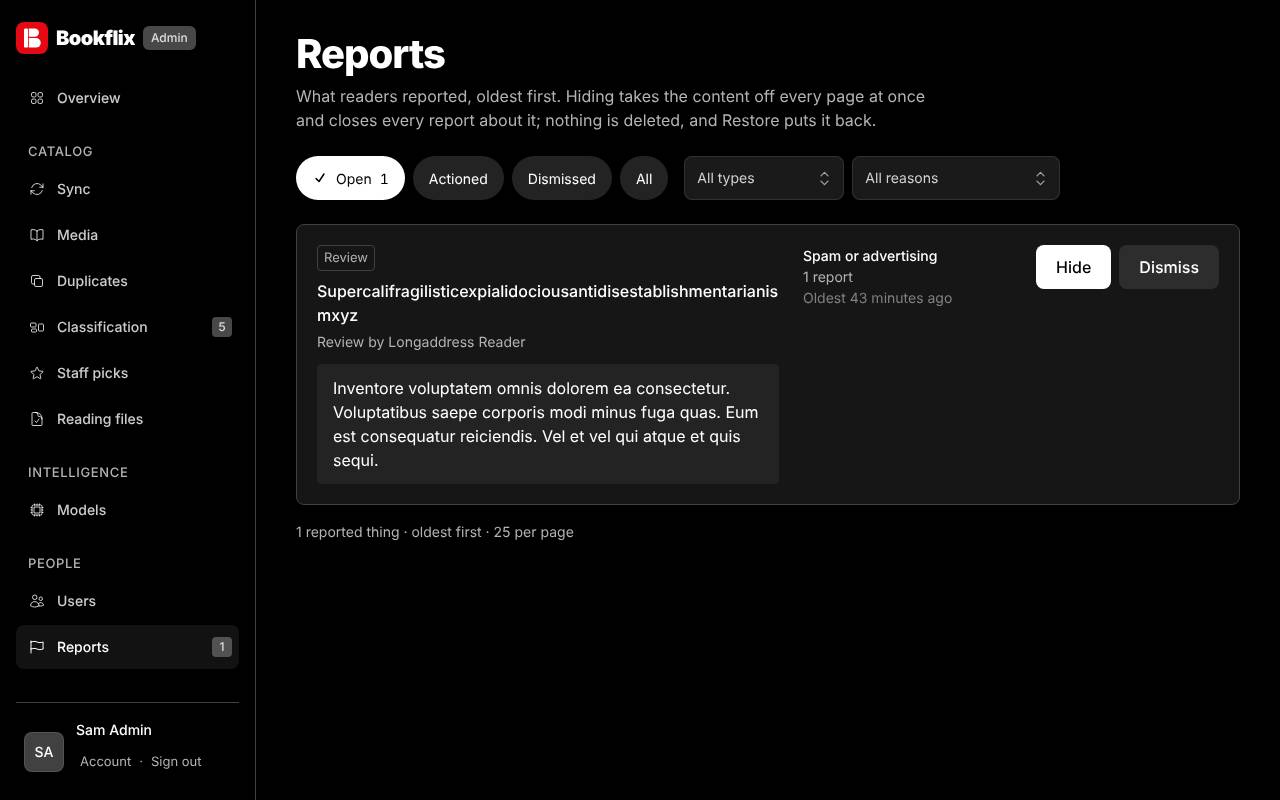 Bookflix Admin
Overview
CATALOG
Sync
Media
Duplicates
Classification 5
Staff picks
Reading files
INTELLIGENCE
Models
PEOPLE
Users
Reports 1
SA
Sam Admin
Account · Sign out
Reports
What readers reported, oldest first. Hiding takes the content off every page at once
and closes every report about it; nothing is deleted, and Restore puts it back.
Open 1 Actioned Dismissed All All types All reasons
Review
Supercalifragilisticexpialidociousantidisestablishmentarianis
mxyz
Review by Longaddress Reader
Inventore voluptatem omnis dolorem ea consectetur.
Voluptatibus saepe corporis modi minus fuga quas. Eum
est consequatur reiciendis. Vel et vel qui atque et quis
sequi.
Spam or advertising
1 report
Oldest 43 minutes ago
Hide Dismiss
1 reported thing · oldest first · 25 per page